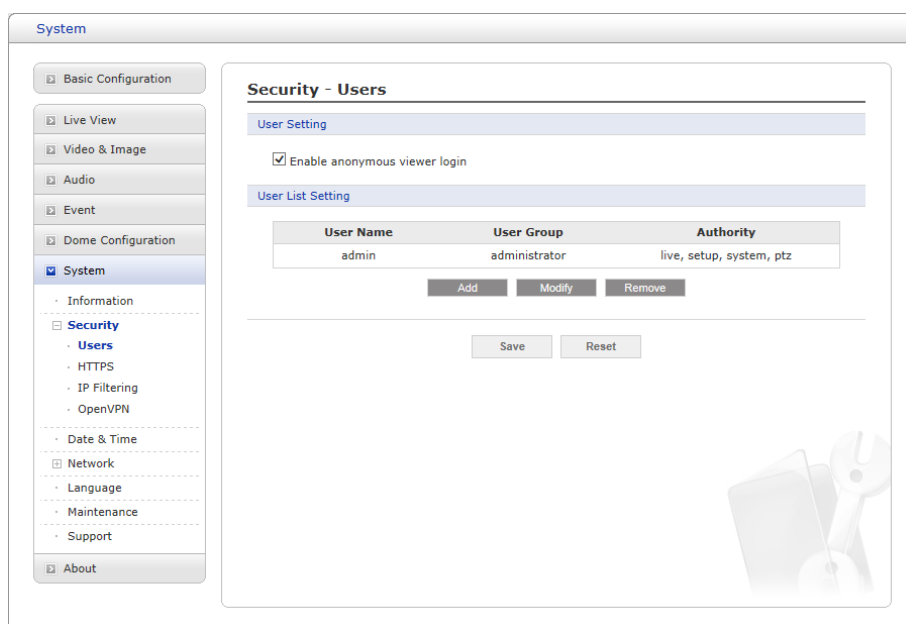 System
Basic Configuration
Live View
Video & Image
Audio
Event
Dome Configuration
System
Information
Security
Users
HTTPS
IP Filtering
OpenVPN
Date & Time
Network
Language
Maintenance
Support
About
Security - Users
User Setting
Enable anonymous viewer login
User List Setting
User Name User Group Authority
admin administrator live, setup, system, ptz
Add Modify Remove
Save Reset